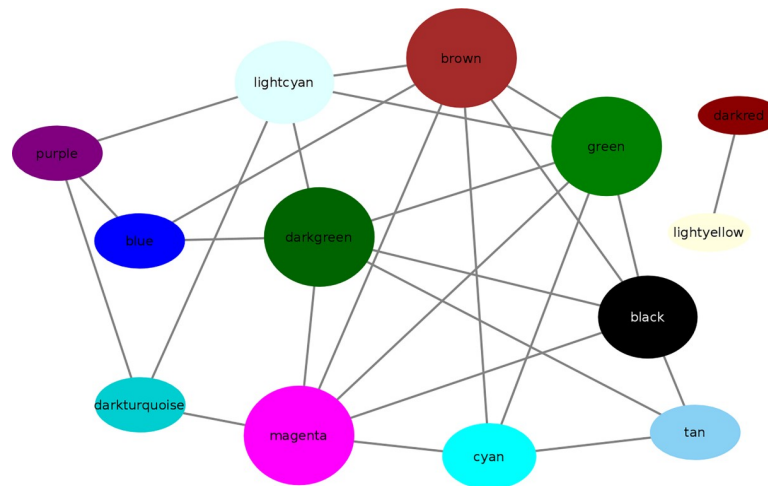 brown
lightcyan
darkred
green
purple
lightyellow
darkgreen
blue
black
darkturquoise
tan
magenta
cyan